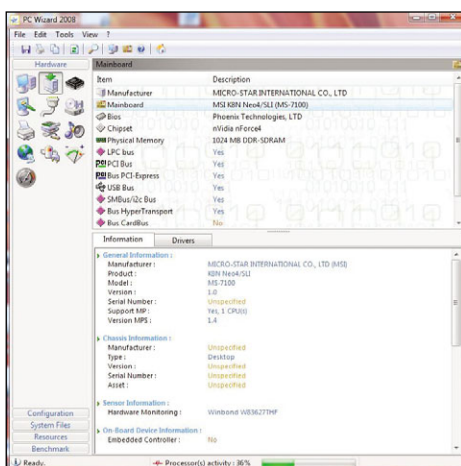 PC Wizard 2008
File Edit Tools View ?
Hardware
Mainboard
Item Description
Manufacturer MICRO-STAR INTERNATIONAL CO., LTD
Mainboard MSI K8N Neo4/SLI (MS-7100)
Bios Phoenix Technologies, LTD
Chipset nVidia nForce4
Physical Memory 1024 MB DDR-SDRAM
LPC bus Yes
PCI Bus Yes
Bus PCI-Express Yes
USB Bus Yes
SMBus/i2c Bus Yes
Bus HyperTransport Yes
Bus CardBus No
Information Drivers
General Information :
Manufacturer : MICRO-STAR INTERNATIONAL CO., LTD (MSI)
Product : K8N Neo4/SLI
Model : MS-7100
Version : 1.0
Serial Number : Unspecified
Support MP : Yes, 1 CPU(s)
Version MPS : 1.4
Chassis Information :
Manufacturer : Unspecified
Type : Desktop
Version : Unspecified
Serial Number : Unspecified
Asset : Unspecified
Sensor Information :
Hardware Monitoring : Winbond W83627THF
On-Board Device Information :
Embedded Controller : No
Configuration
System Files
Resources
Benchmark
Ready. Processor(s) activity : 36%